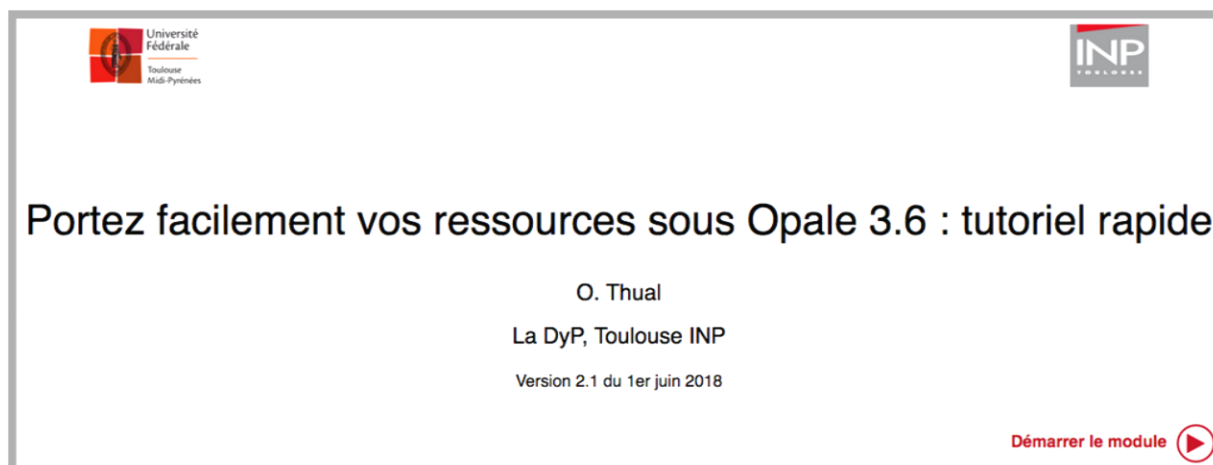 Université
Fédérale
Toulouse
Midi-Pyrénées
INP
TOULOUSE
Portez facilement vos ressources sous Opale 3.6 : tutoriel rapide
O. Thual
La DyP, Toulouse INP
Version 2.1 du 1er juin 2018
Démarrer le module